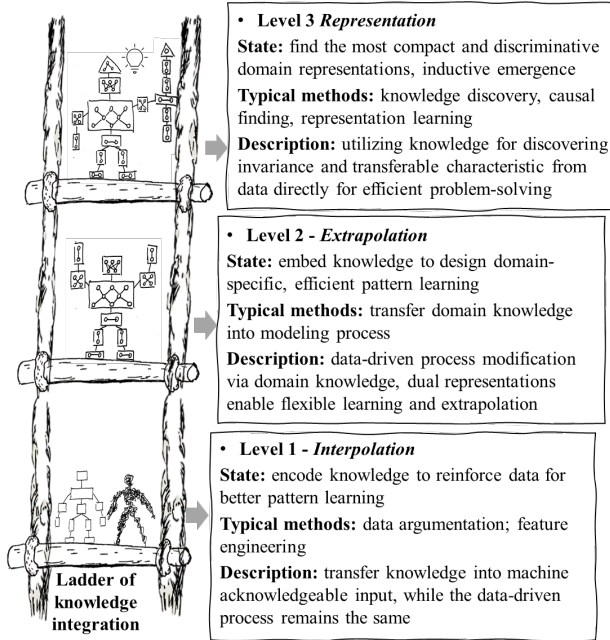 • Level 3 Representation
State: find the most compact and discriminative
domain representations, inductive emergence
Typical methods: knowledge discovery, causal
finding, representation learning
Description: utilizing knowledge for discovering
invariance and transferable characteristic from
data directly for efficient problem-solving
• Level 2 - Extrapolation
State: embed knowledge to design domain-
specific, efficient pattern learning
Typical methods: transfer domain knowledge
into modeling process
Description: data-driven process modification
via domain knowledge, dual representations
enable flexible learning and extrapolation
• Level 1 - Interpolation
State: encode knowledge to reinforce data for
better pattern learning
Typical methods: data argumentation; feature
engineering
Description: transfer knowledge into machine
acknowledgeable input, while the data-driven
process remains the same
Ladder of
knowledge
integration